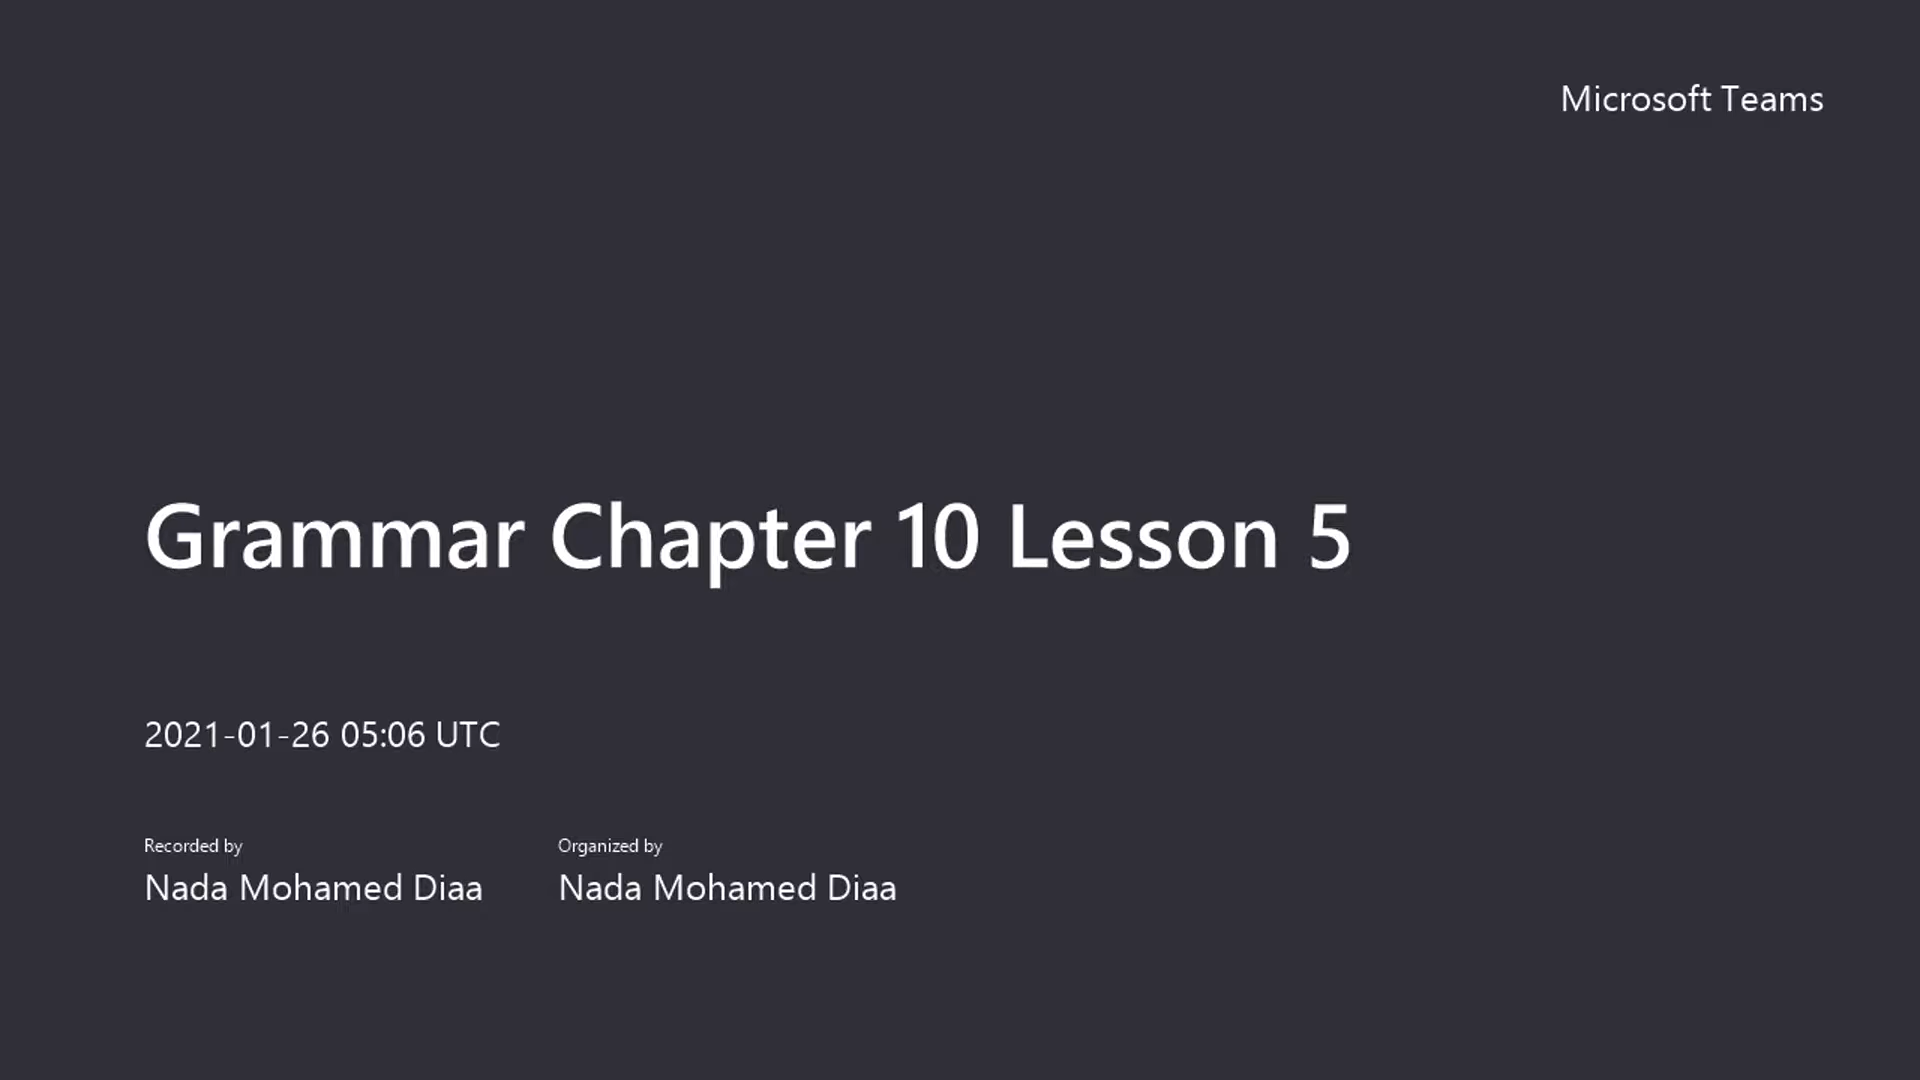 Microsoft Teams
Grammar Chapter 10 Lesson 5
2021-01-26 05:06 UTC
Recorded by
Nada Mohamed Diaa
Organized by
Nada Mohamed Diaa